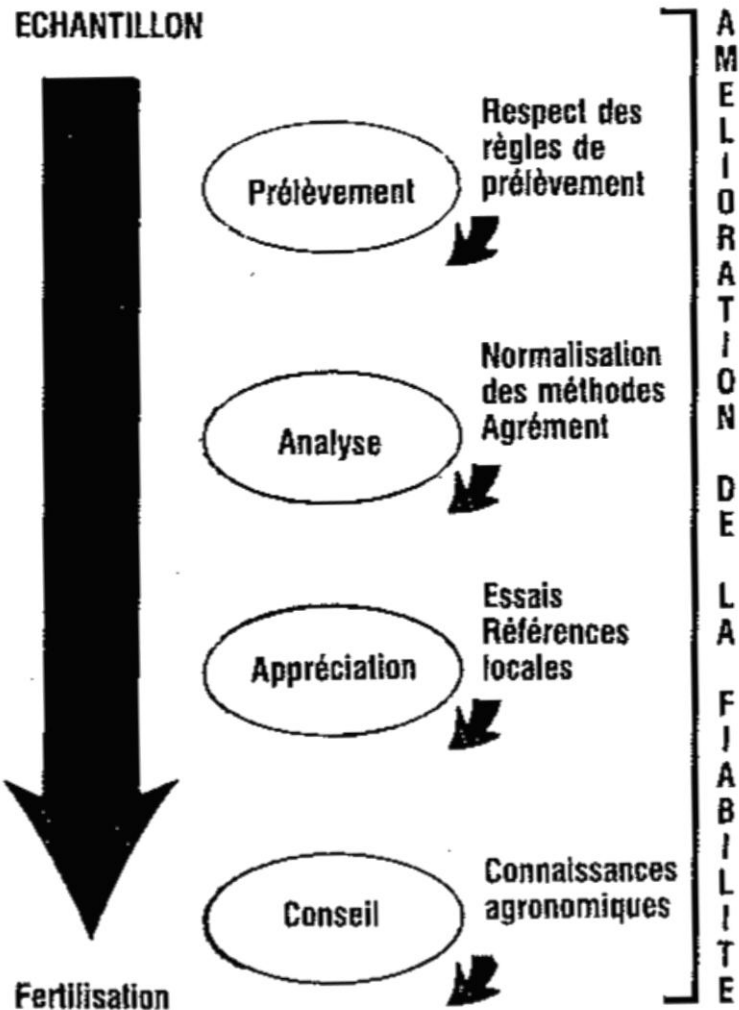 ECHANTILLON
Prélèvement
Respect des
règles de
prélèvement
Analyse
Normalisation
des méthodes
Agrément
Appréciation
Essais
Références
locales
Conseil
Connaissances
agronomiques
Fertilisation
AMELIORATION DE LA FIABILITE